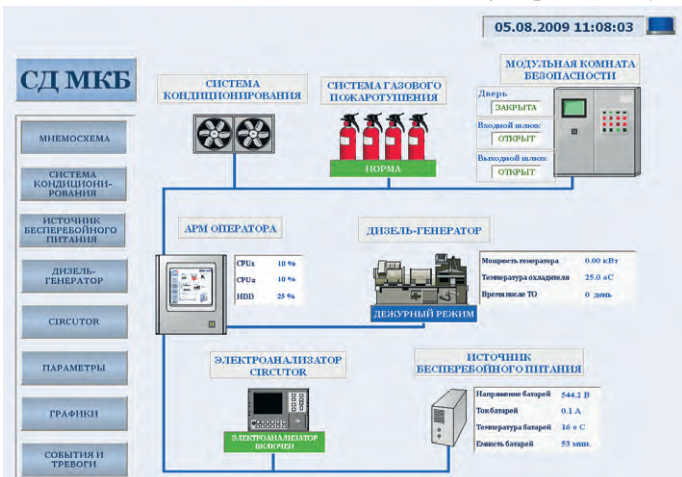 05.08.2009 11:08:03
СД МКБ
МНЕМОСХЕМА
СИСТЕМА
КОНДИЦИОНИ-
РОВАНИЯ
ИСТОЧНИК
БЕСПЕРЕБОЙНОГО
ПИТАНИЯ
ДИЗЕЛЬ-
ГЕНЕРАТОР
CIRCUTOR
ПАРАМЕТРЫ
ГРАФИКИ
СОБЫТИЯ И
ТРЕВОГИ
СИСТЕМА
КОНДИЦИОНИРОВАНИЯ
СИСТЕМА ГАЗОВОГО
ПОЖАРОТУШЕНИЯ
НОРМА
МОДУЛЬНАЯ КОМНАТА
БЕЗОПАСНОСТИ
Дверь
ЗАКРЫТА
Входной шлюз:
ОТКРЫТ
Выходной шлюз:
ОТКРЫТ
АРМ ОПЕРАТОРА
CPU1 10 %
CPU2 10 %
HDD 25 %
ДИЗЕЛЬ-ГЕНЕРАТОР
ДЕЖУРНЫЙ РЕЖИМ
Мощность генератора 0.00 кВт
Температура охладителя 25.0 oC
Время после ТО 0 день
ЭЛЕКТРОАНАЛИЗАТОР
CIRCUTOR
ЭЛЕКТРОАНАЛИЗАТОР
ВКЛЮЧЕН
ИСТОЧНИК
БЕСПЕРЕБОЙНОГО ПИТАНИЯ
Напряжение батарей 544.2 В
Ток батарей 0.1 А
Температура батарей 16 o C
Емкость батарей 53 мин.